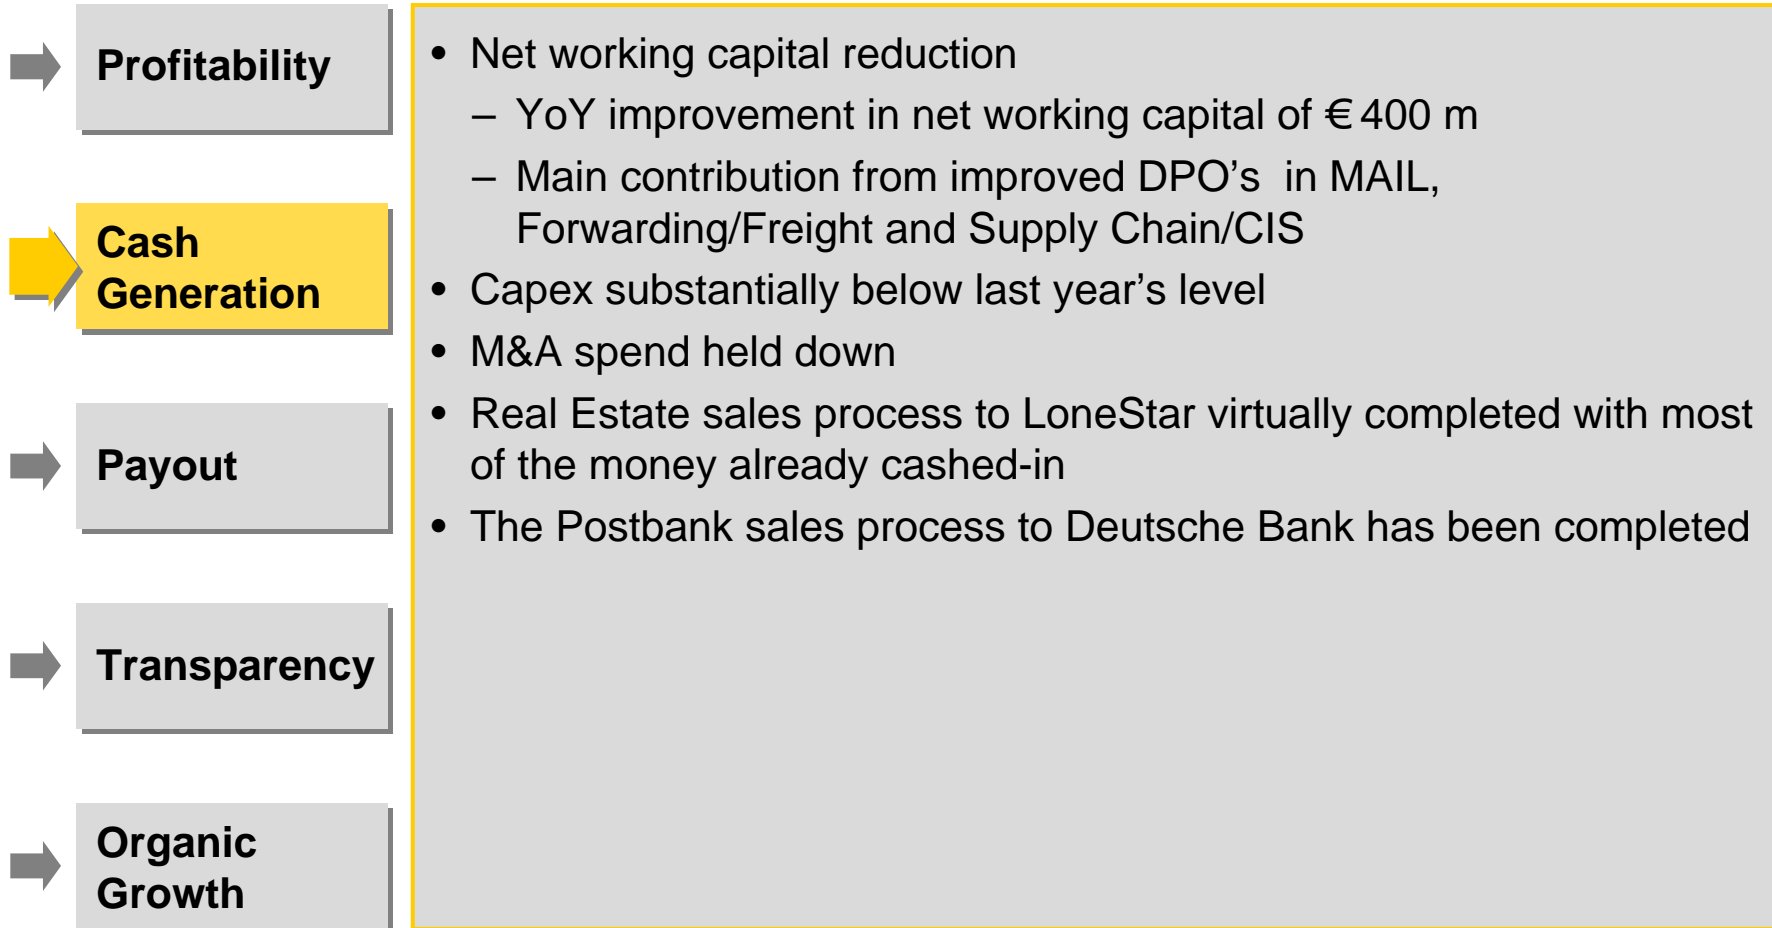 Profitability
Cash
Generation
Payout
Transparency
Organic
Growth
• Net working capital reduction
– YoY improvement in net working capital of € 400 m
– Main contribution from improved DPO's  in MAIL,
Forwarding/Freight and Supply Chain/CIS
• Capex substantially below last year's level
• M&A spend held down
• Real Estate sales process to LoneStar virtually completed with most
of the money already cashed-in
• The Postbank sales process to Deutsche Bank has been completed